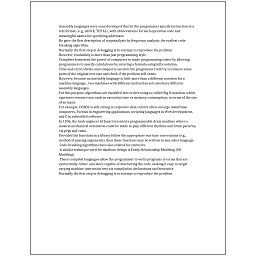 Assembly languages were soon developed that let the programmer specify instruction in a
text format (e.g., ADD X, TOTAL), with abbreviations for each operation code and
meaningful names for specifying addresses.
He gave the first description of cryptanalysis by frequency analysis, the earliest code-
breaking algorithm.
Normally the first step in debugging is to attempt to reproduce the problem.
However, readability is more than just programming style.
Compilers harnessed the power of computers to make programming easier by allowing
programmers to specify calculations by entering a formula using infix notation.
Trial-and-error/divide-and-conquer is needed: the programmer will try to remove some
parts of the original test case and check if the problem still exists.
However, because an assembly language is little more than a different notation for a
machine language, two machines with different instruction sets also have different
assembly languages.
For this purpose, algorithms are classified into orders using so-called Big O notation, which
expresses resource use, such as execution time or memory consumption, in terms of the size
of an input.
For example, COBOL is still strong in corporate data centers often on large mainframe
computers, Fortran in engineering applications, scripting languages in Web development,
and C in embedded software.
In 1206, the Arab engineer Al-Jazari invented a programmable drum machine where a
musical mechanical automaton could be made to play different rhythms and drum patterns,
via pegs and cams.
Provided the functions in a library follow the appropriate run-time conventions (e.g.,
method of passing arguments), then these functions may be written in any other language.
Code-breaking algorithms have also existed for centuries.
A similar technique used for database design is Entity-Relationship Modeling (ER
Modeling).
These compiled languages allow the programmer to write programs in terms that are
syntactically richer, and more capable of abstracting the code, making it easy to target
varying machine instruction sets via compilation declarations and heuristics.
Normally the first step in debugging is to attempt to reproduce the problem.